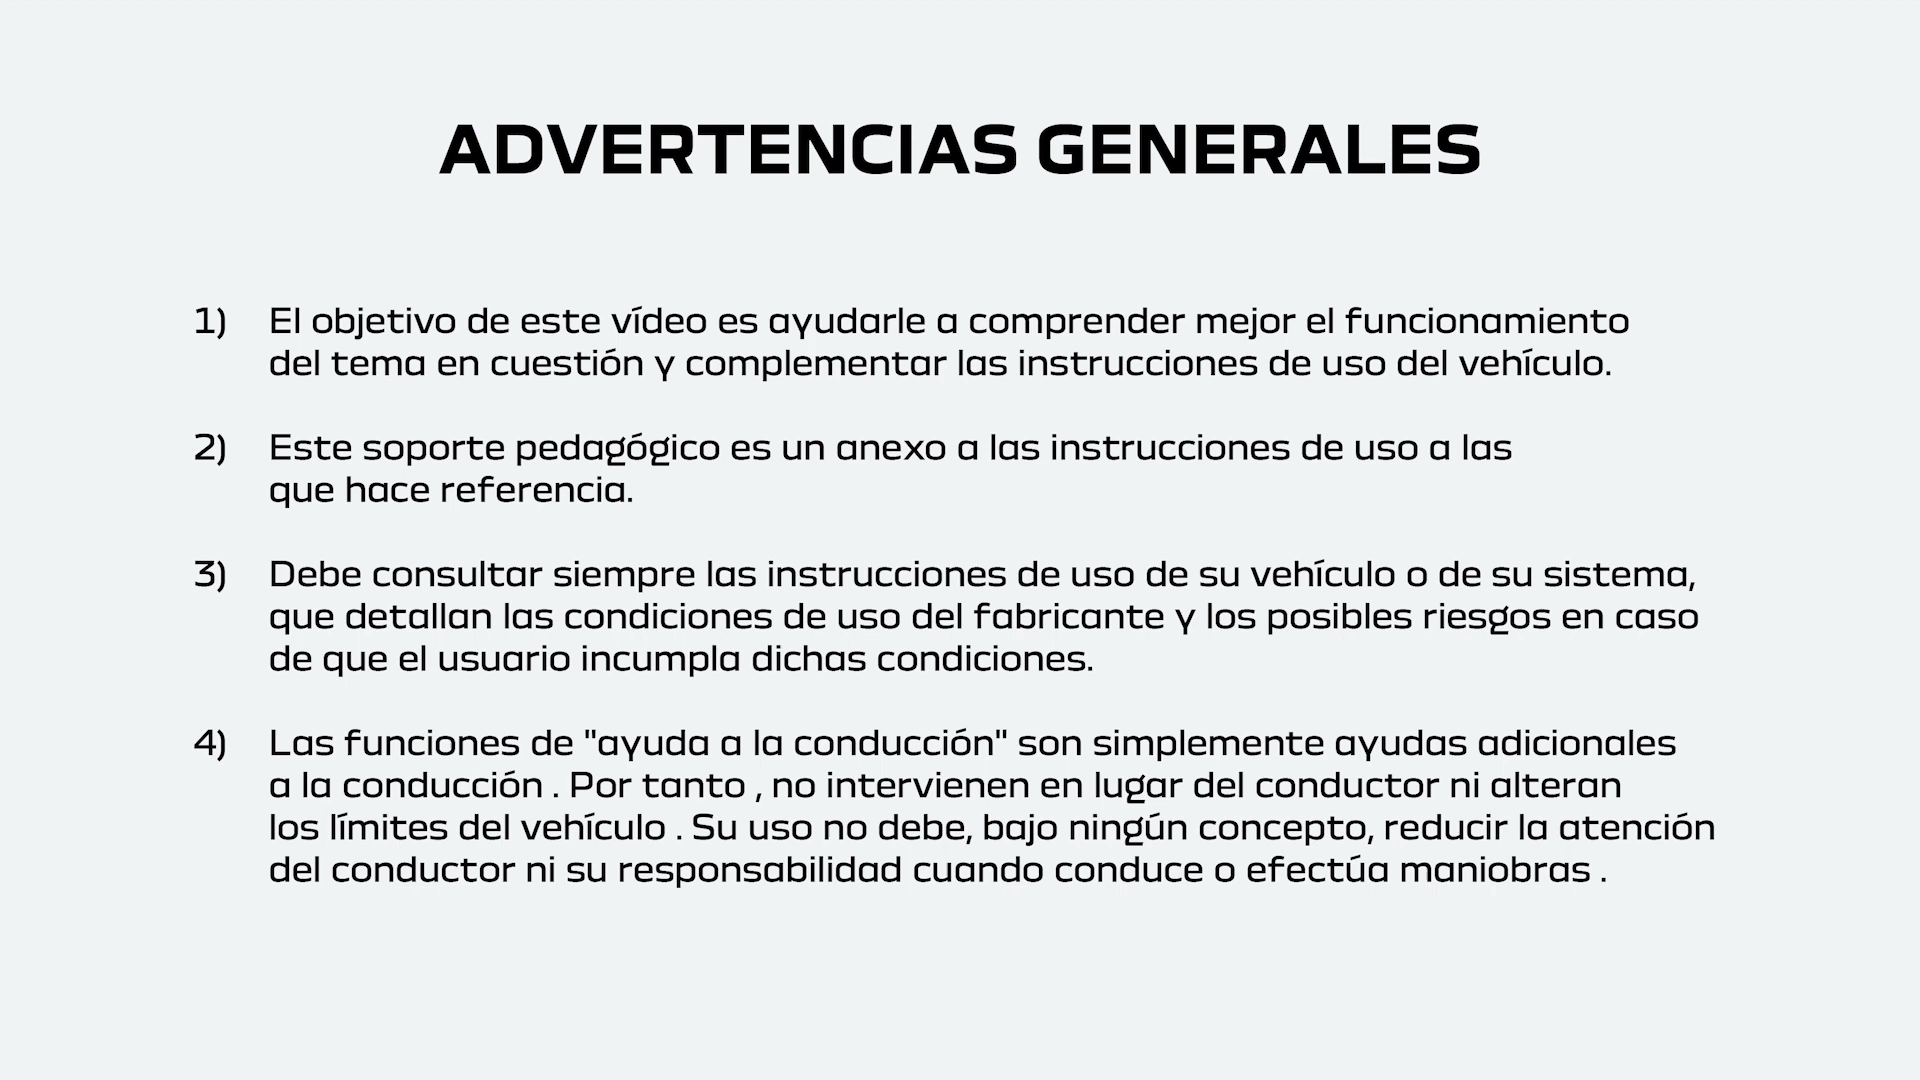 ADVERTENCIAS GENERALES
1) El objetivo de este vídeo es ayudarle a comprender mejor el funcionamiento
del tema en cuestión y complementar las instrucciones de uso del vehículo.
2) Este soporte pedagógico es un anexo a las instrucciones de uso a las
que hace referencia.
3) Debe consultar siempre las instrucciones de uso de su vehículo o de su sistema,
que detallan las condiciones de uso del fabricante y los posibles riesgos en caso
de que el usuario incumpla dichas condiciones.
4) Las funciones de "ayuda a la conducción" son simplemente ayudas adicionales
a la conducción . Por tanto , no intervienen en lugar del conductor ni alteran
los límites del vehículo . Su uso no debe, bajo ningún concepto, reducir la atención
del conductor ni su responsabilidad cuando conduce o efectúa maniobras .